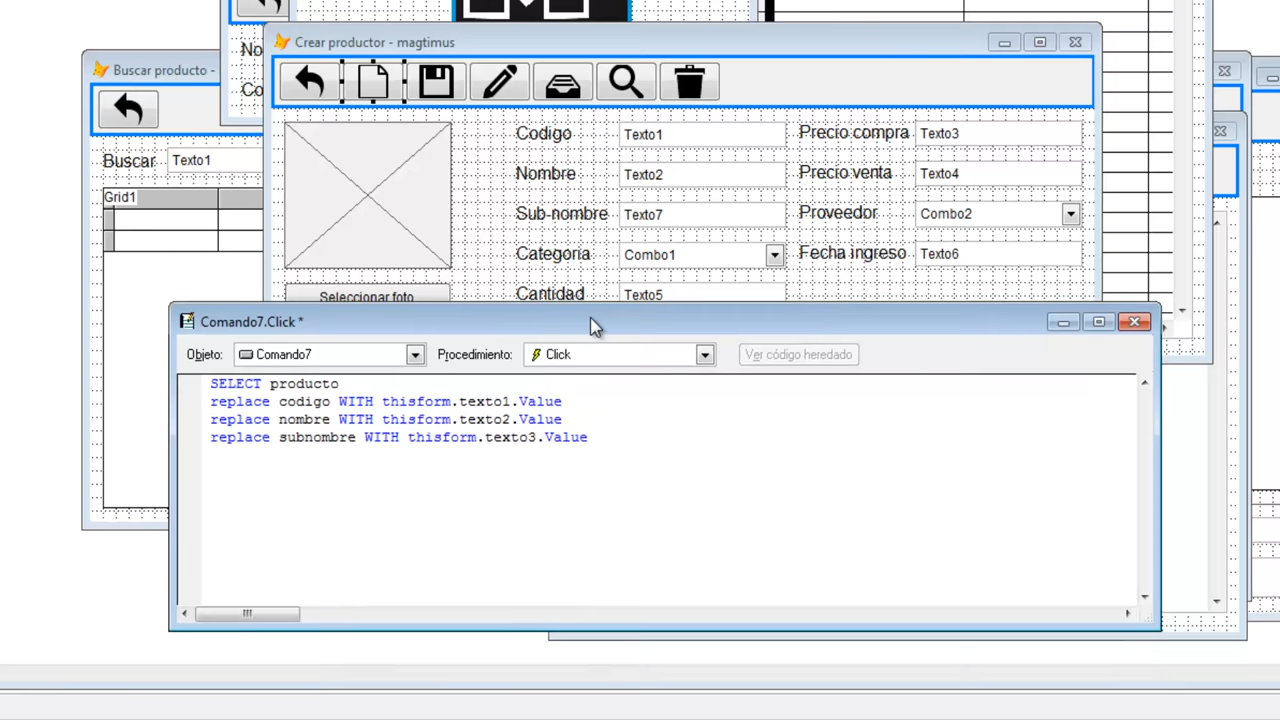 No
Crear productor - magtimus
Buscar producto -
Co
Codigo Texto1 Precio compra Texto3
Buscar Texto1
Nombre Texto2 Precio venta Texto4
Grid1
Sub-nombre Texto7 Proveedor Combo2
Categoria Combo1 Fecha ingreso Texto6
Seleccionar foto Cantidad Texto5
Comando7.Click *
Objeto: Comando7 Procedimiento: Click Ver código heredado
SELECT producto
replace codigo WITH thisform.texto1.Value
replace nombre WITH thisform.texto2.Value
replace subnombre WITH thisform.texto3.Value